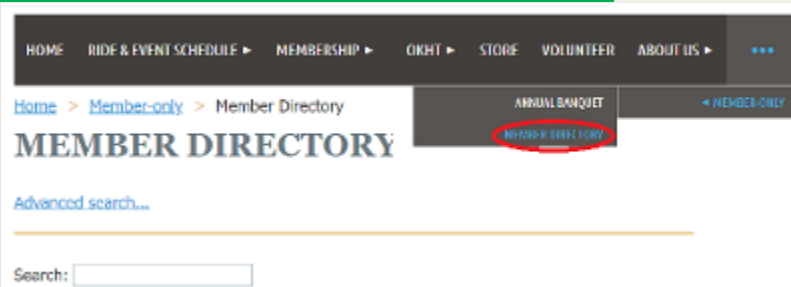 HOME RIDE & EVENT SCHEDULE ► MEMBERSHIP ► OKHT ► STORE VOLUNTEER ABOUT US ► •••
ANNUAL BANQUET ◄ MEMBER-ONLY
Home > Member-only > Member Directory
MEMBER DIRECTORY
MEMBER DIRECTORY
Advanced search...
Search: